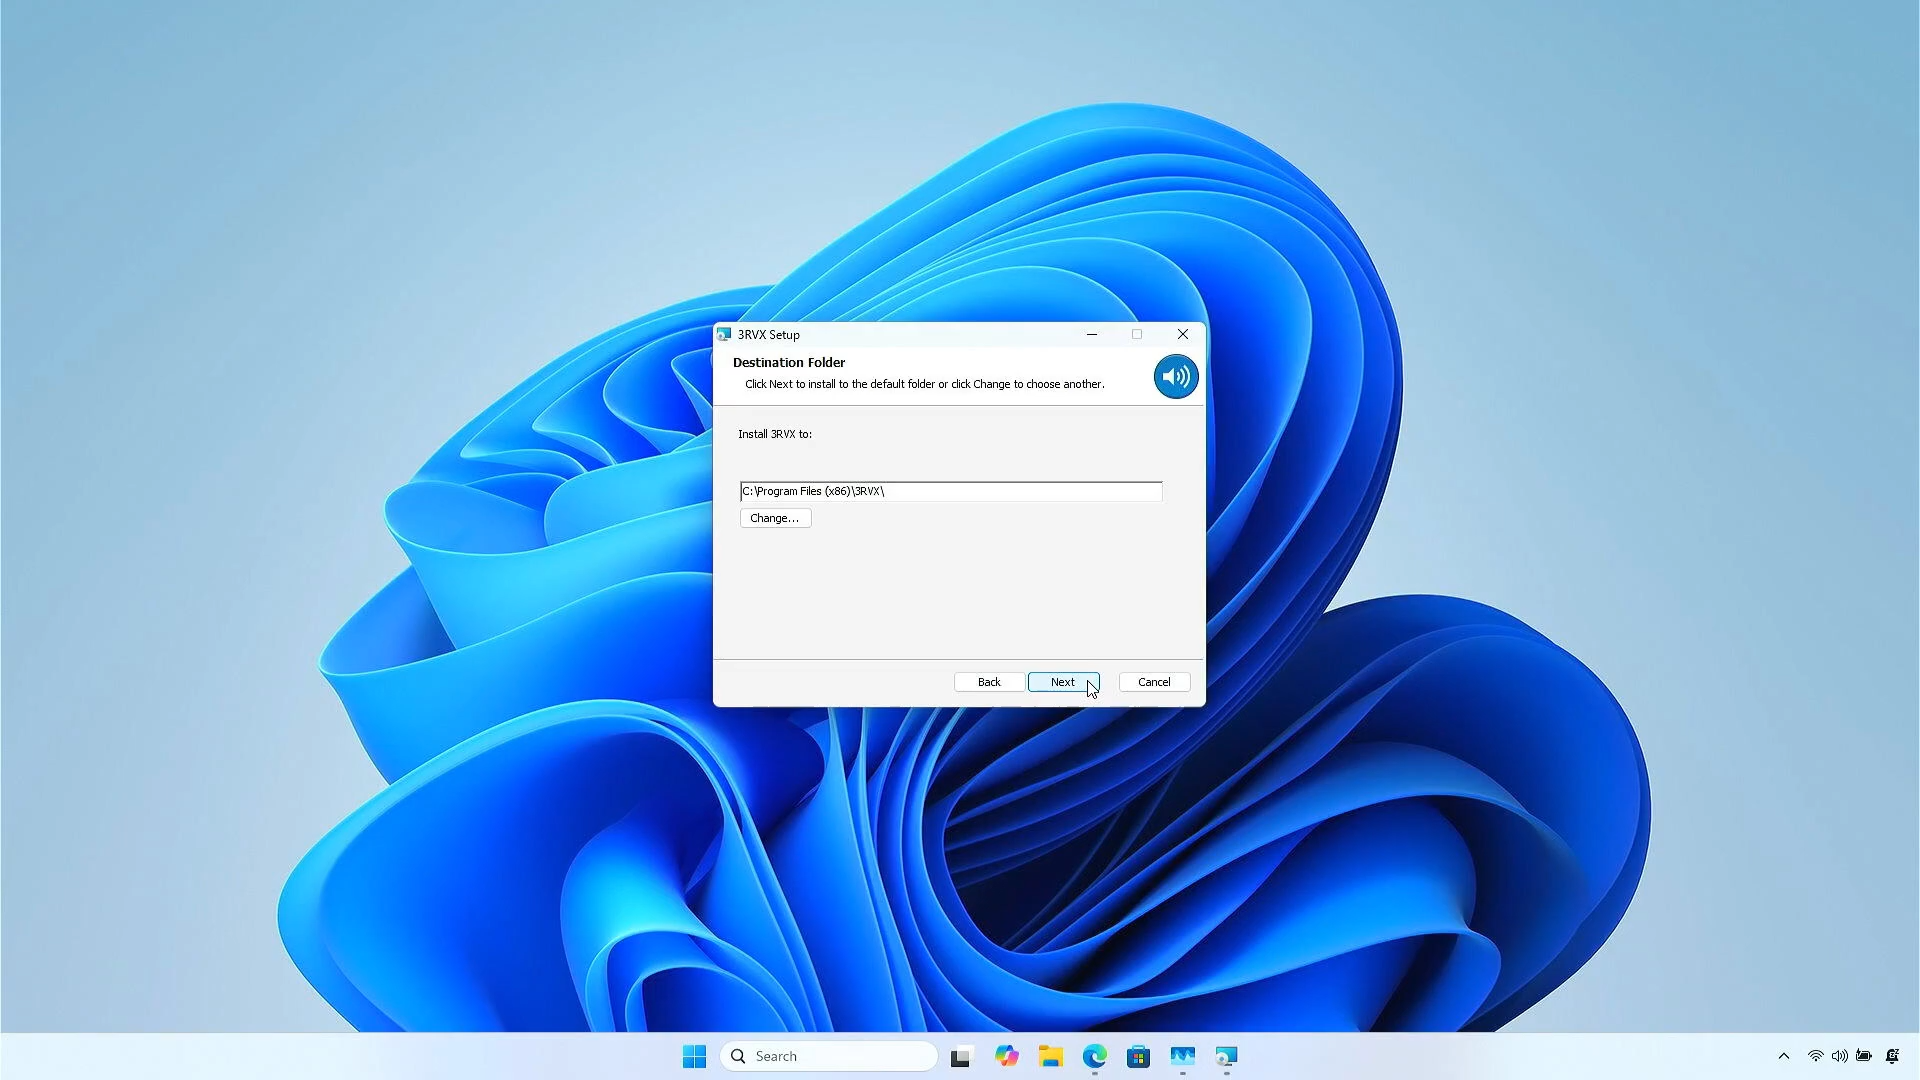 3RVX Setup
Destination Folder
Click Next to install to the default folder or click Change to choose another.
Install 3RVX to:
C:\Program Files (x86)\3RVX\
Change...
Back
Next
Cancel
Search